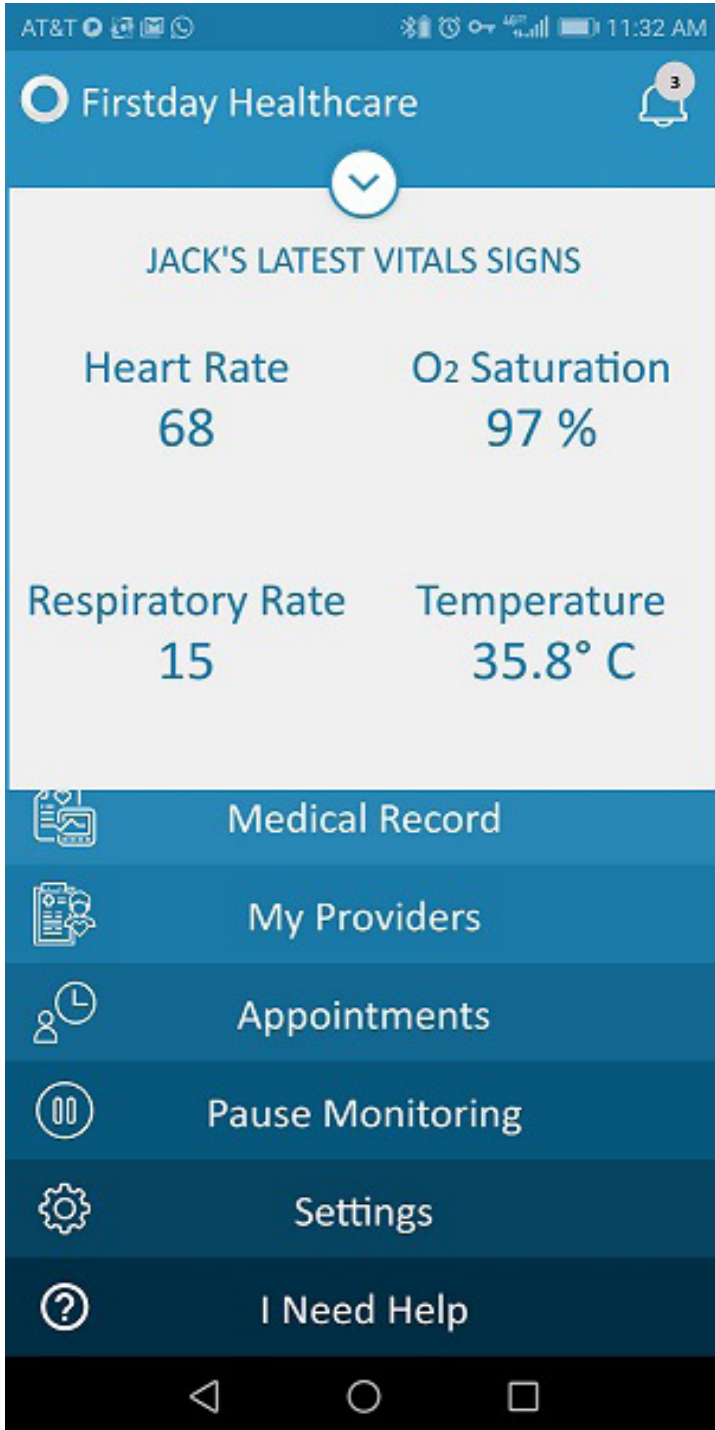 AT&T 11:32 AM
Firstday Healthcare 3
JACK'S LATEST VITALS SIGNS
Heart Rate O2 Saturation
68 97 %
Respiratory Rate Temperature
15 35.8° C
Medical Record
My Providers
Appointments
Pause Monitoring
Settings
I Need Help